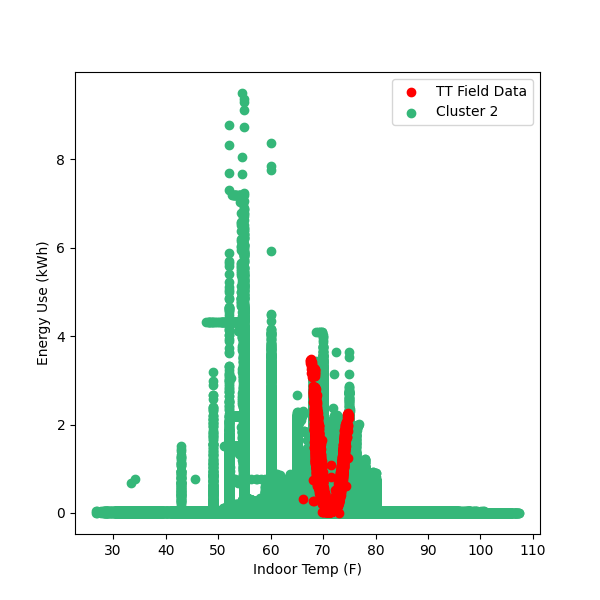 TT Field Data
Cluster 2
8
6
4
2
0
Energy Use (kWh)
30 40 50 60 70 80 90 100 110
Indoor Temp (F)